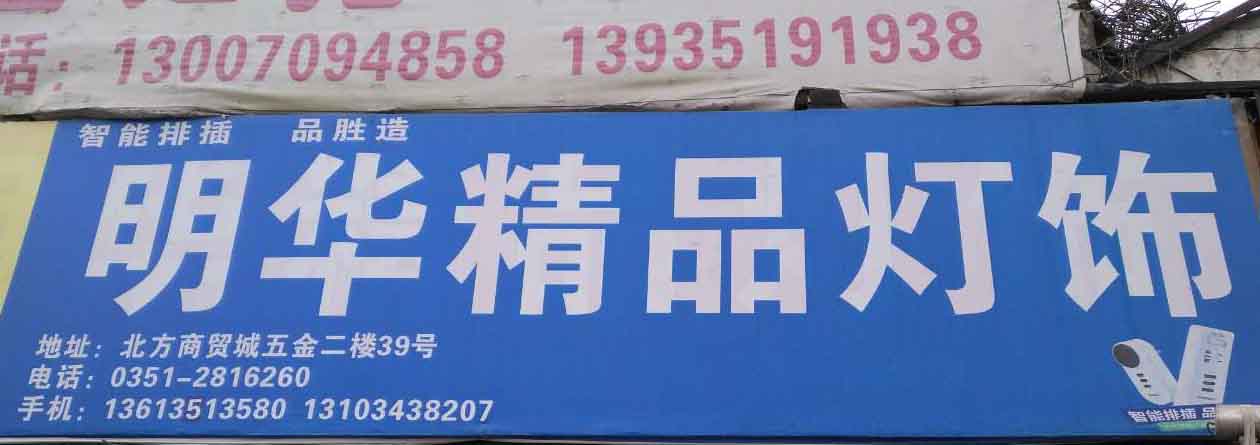 话：13007094858 13935191938
智能排插 品胜造
明华精品灯饰
地址：北方商贸城五金二楼39号
电话：0351-2816260
手机：13613513580 13103438207
智能排插 品